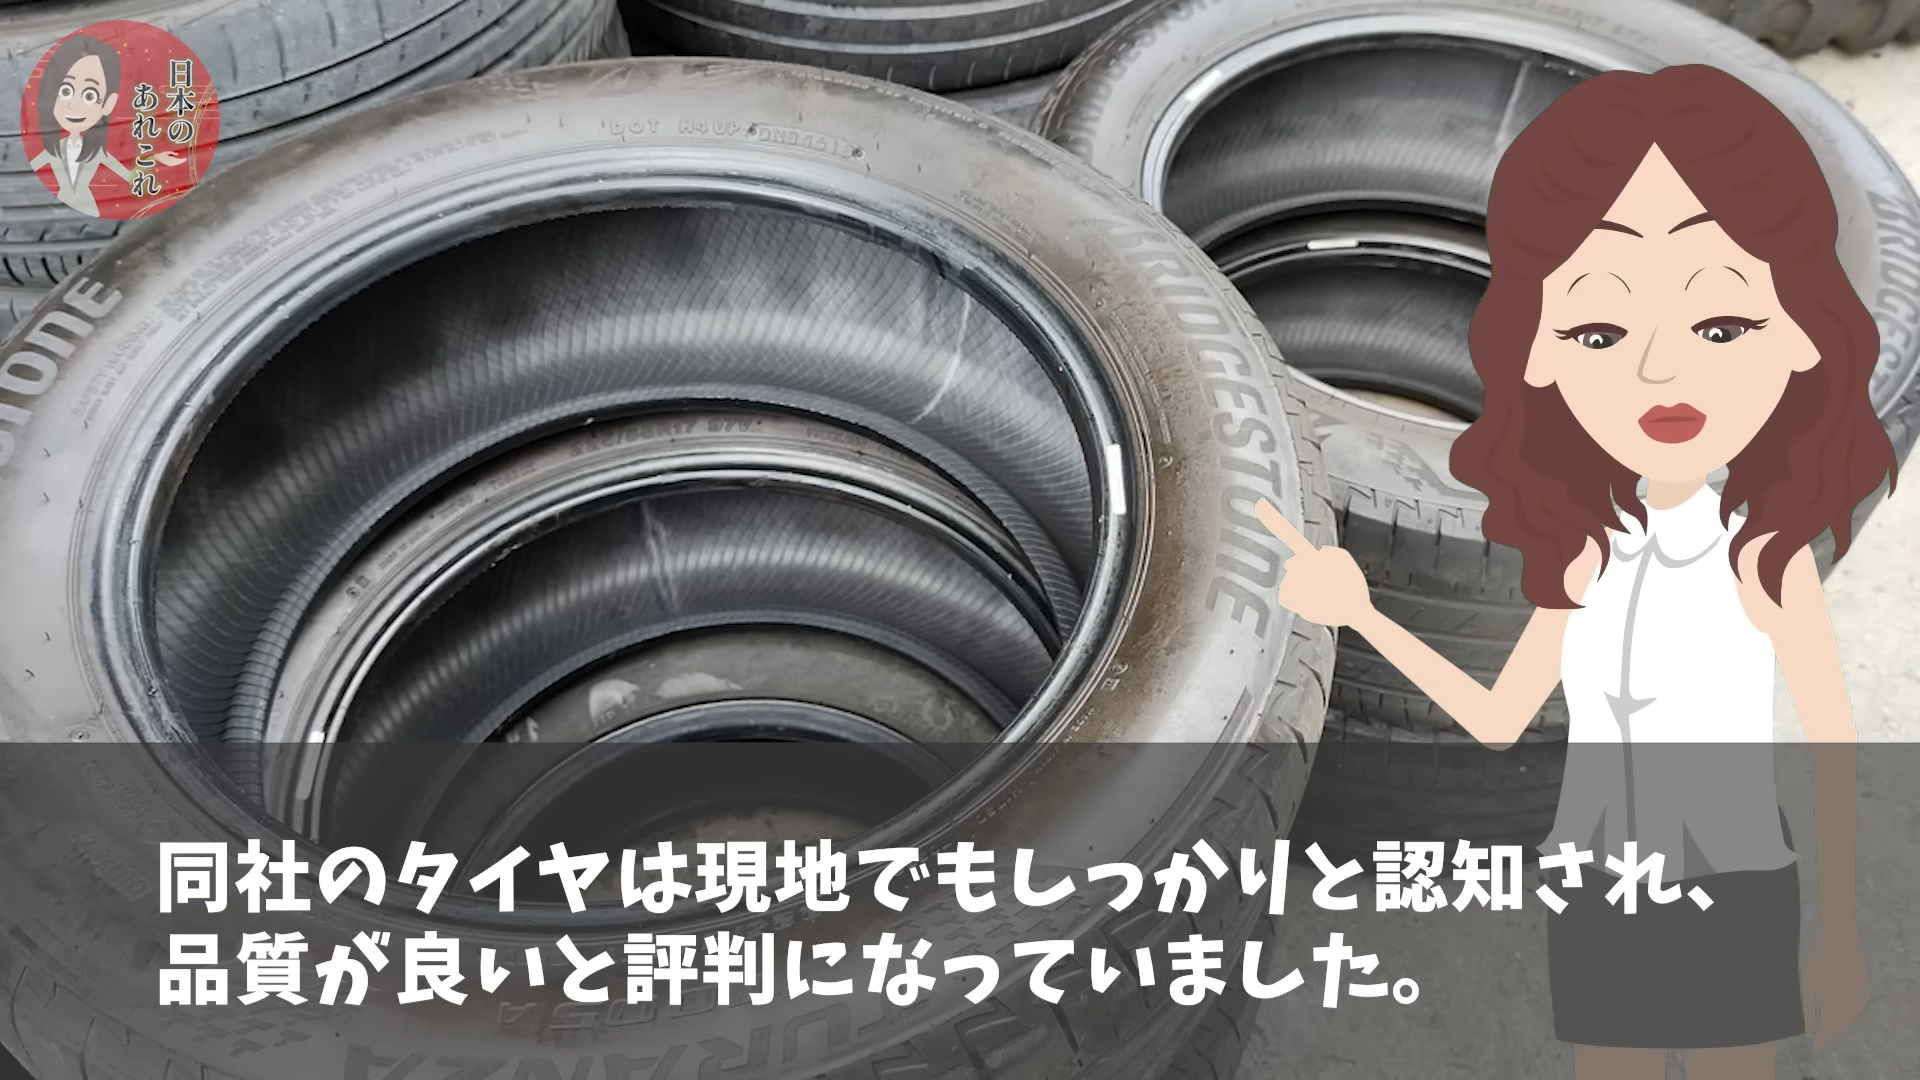 日本の
あれこれ
DOT H4UP
BRIDGESTONE
BRIDGEST
STONE
同社のタイヤは現地でもしっかりと認知され、
品質が良いと評判になっていました。
TURANZA